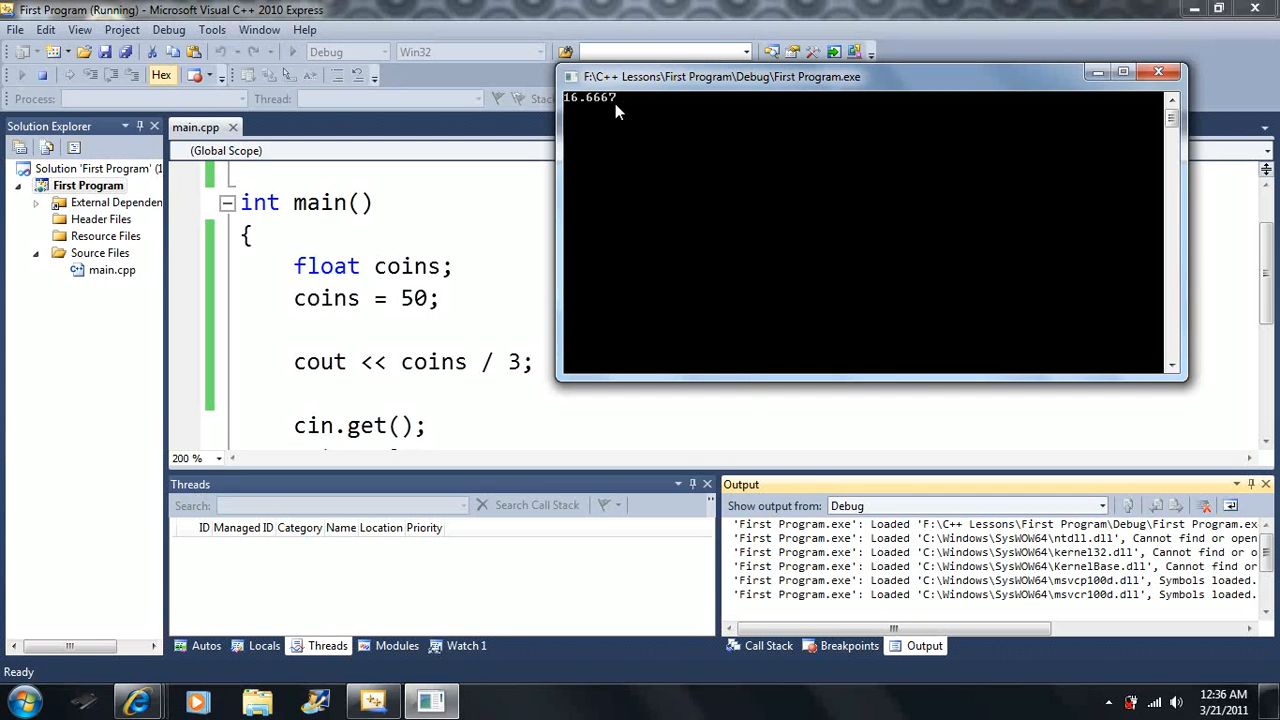 First Program (Running) - Microsoft Visual C++ 2010 Express
File Edit View Project Debug Tools Window Help
Debug Win32
Hex
Process: Thread: Stack
F:\C++ Lessons\First Program\Debug\First Program.exe
16.6667
Solution Explorer
Solution 'First Program' (1
First Program
External Dependen
Header Files
Resource Files
Source Files
main.cpp
main.cpp
(Global Scope)
int main()
{
float coins;
coins = 50;
cout << coins / 3;
cin.get();
200 %
Threads
Search: Search Call Stack
ID Managed ID Category Name Location Priority
Output
Show output from: Debug
'First Program.exe': Loaded 'F:\C++ Lessons\First Program\Debug\First Program.exe
'First Program.exe': Loaded 'C:\Windows\SysWOW64\ntdll.dll', Cannot find or open
'First Program.exe': Loaded 'C:\Windows\SysWOW64\kernel32.dll', Cannot find or o
'First Program.exe': Loaded 'C:\Windows\SysWOW64\KernelBase.dll', Cannot find or
'First Program.exe': Loaded 'C:\Windows\SysWOW64\msvcp100d.dll', Symbols loaded.
'First Program.exe': Loaded 'C:\Windows\SysWOW64\msvcr100d.dll', Symbols loaded.
Autos Locals Threads Modules Watch 1
Call Stack Breakpoints Output
Ready
12:36 AM
3/21/2011